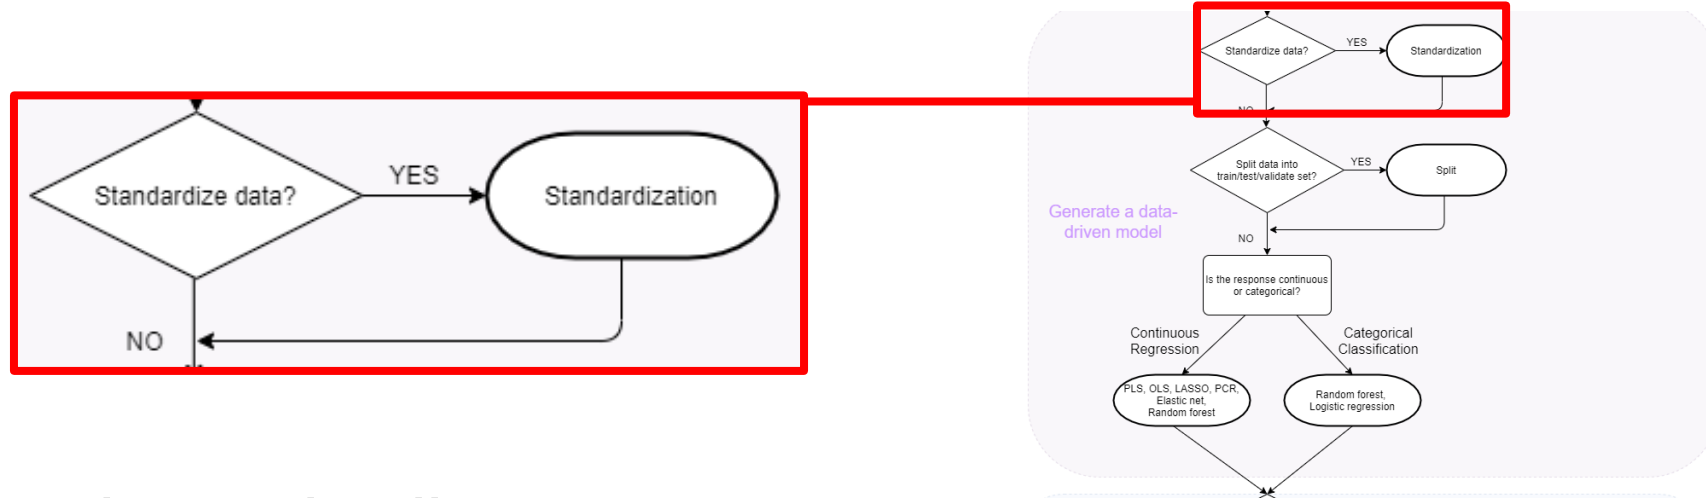 Standardize data?
YES
Standardization
NO
Standardize data?
YES
Standardization
NO
Split data into
train/test/validate set?
YES
Split
Generate a data-
driven model
NO
Is the response continuous
or categorical?
Continuous
Regression
Categorical
Classification
PLS, OLS, LASSO, PCR,
Elastic net,
Random forest
Random forest,
Logistic regression